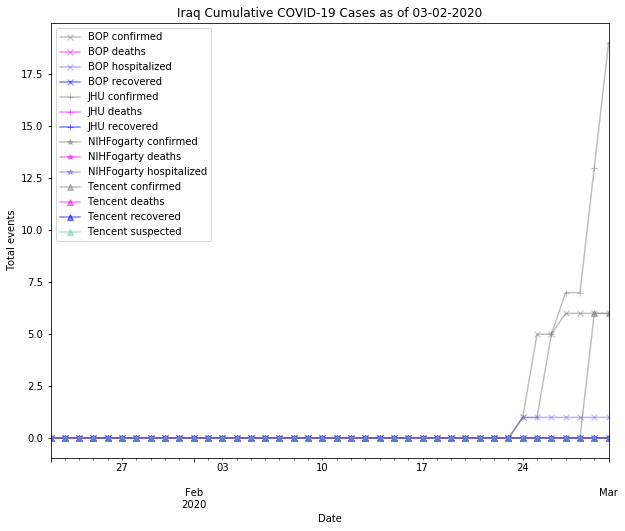 Iraq Cumulative COVID-19 Cases as of 03-02-2020
BOP confirmed
BOP deaths
BOP hospitalized
BOP recovered
JHU confirmed
JHU deaths
JHU recovered
NIHFogarty confirmed
NIHFogarty deaths
NIHFogarty hospitalized
Tencent confirmed
Tencent deaths
Tencent recovered
Tencent suspected
17.5
15.0
12.5
10.0
7.5
5.0
2.5
0.0
Total events
27 03 10 17 24
Feb Mar
2020
Date